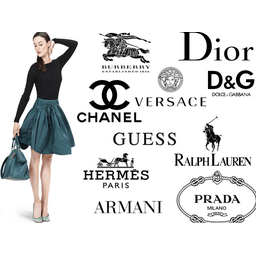 BURBERRY
ESTABLISHED 1856
Dior
D&G
DOLCE & GABBANA
CHANEL
VERSACE
GUESS
RALPH LAUREN
HERMÈS
PARIS
ARMANI
PRADA
MILANO